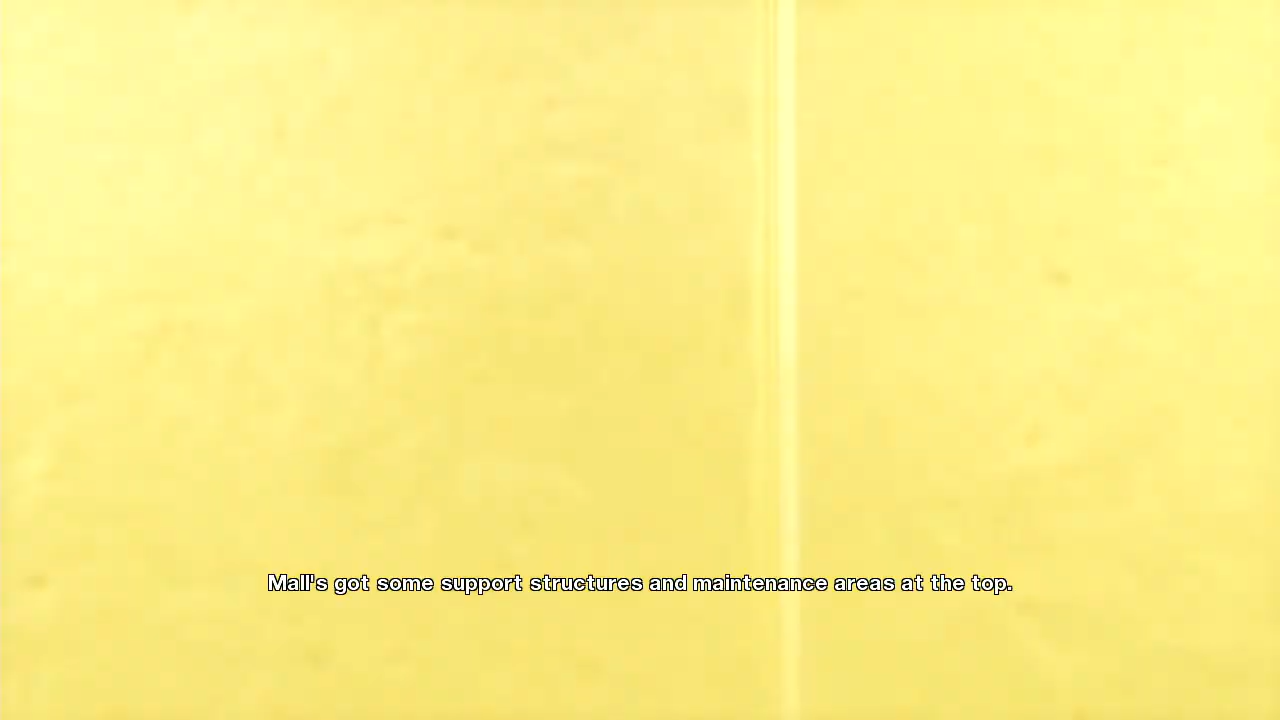 Mall's got some support structures and maintenance areas at the top.